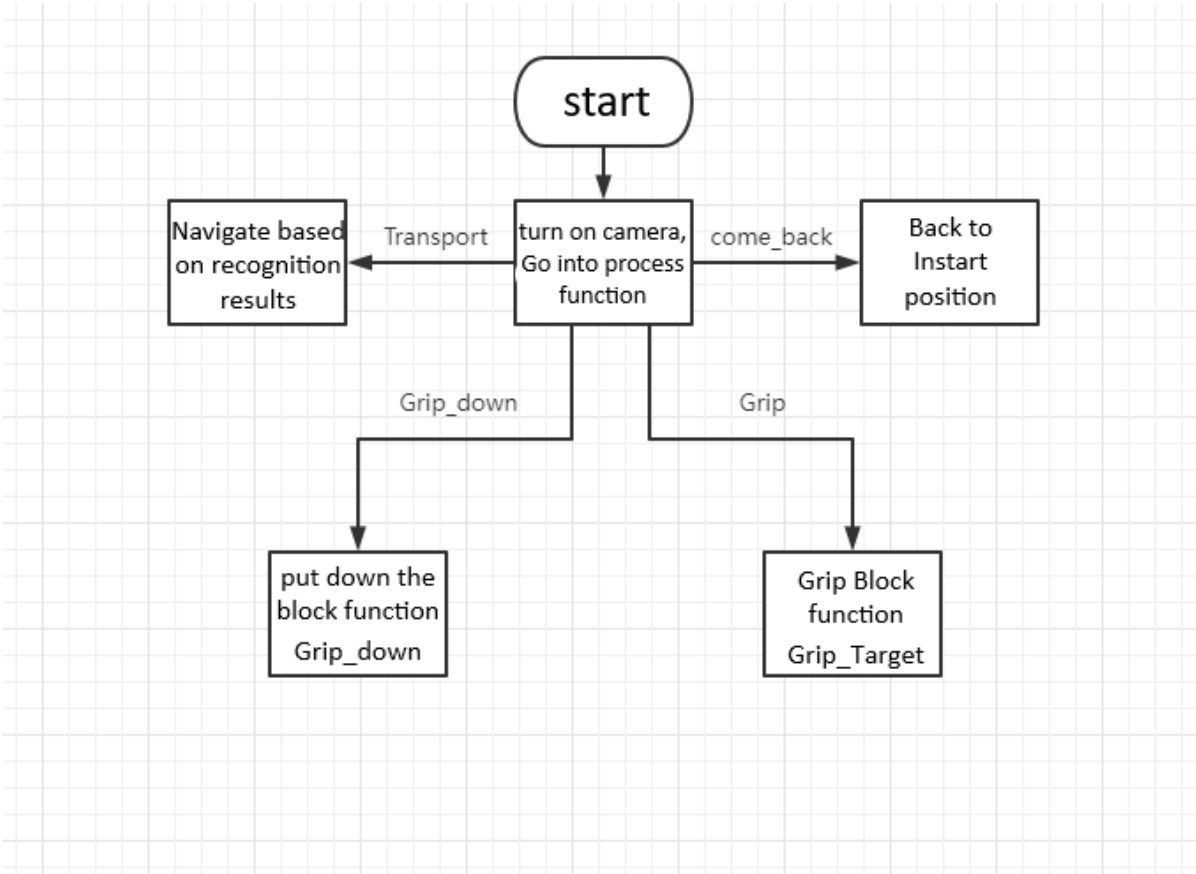 start
Navigate based
on recognition
results
Transport
turn on camera,
Go into process
function
come_back
Back to
Instart
position
Grip_down
Grip
put down the
block function
Grip_down
Grip Block
function
Grip_Target